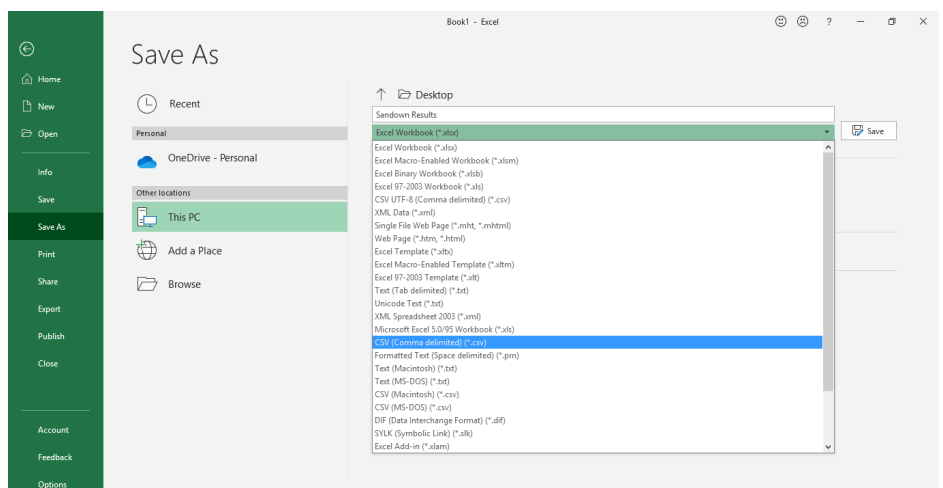 Book1 - Excel
?
Save As
Home
New
Open
Info
Save
Save As
Print
Share
Export
Publish
Close
Account
Feedback
Options
Recent
Personal
OneDrive - Personal
Other locations
This PC
Add a Place
Browse
Desktop
Sandown Results
Excel Workbook (*.xlsx)
Save
Excel Workbook (*.xlsx)
Excel Macro-Enabled Workbook (*.xlsm)
Excel Binary Workbook (*.xlsb)
Excel 97-2003 Workbook (*.xls)
CSV UTF-8 (Comma delimited) (*.csv)
XML Data (*.xml)
Single File Web Page (*.mht, *.mhtml)
Web Page (*.htm, *.html)
Excel Template (*.xltx)
Excel Macro-Enabled Template (*.xltm)
Excel 97-2003 Template (*.xlt)
Text (Tab delimited) (*.txt)
Unicode Text (*.txt)
XML Spreadsheet 2003 (*.xml)
Microsoft Excel 5.0/95 Workbook (*.xls)
CSV (Comma delimited) (*.csv)
Formatted Text (Space delimited) (*.prn)
Text (Macintosh) (*.txt)
Text (MS-DOS) (*.txt)
CSV (Macintosh) (*.csv)
CSV (MS-DOS) (*.csv)
DIF (Data Interchange Format) (*.dif)
SYLK (Symbolic Link) (*.slk)
Excel Add-in (*.xlam)